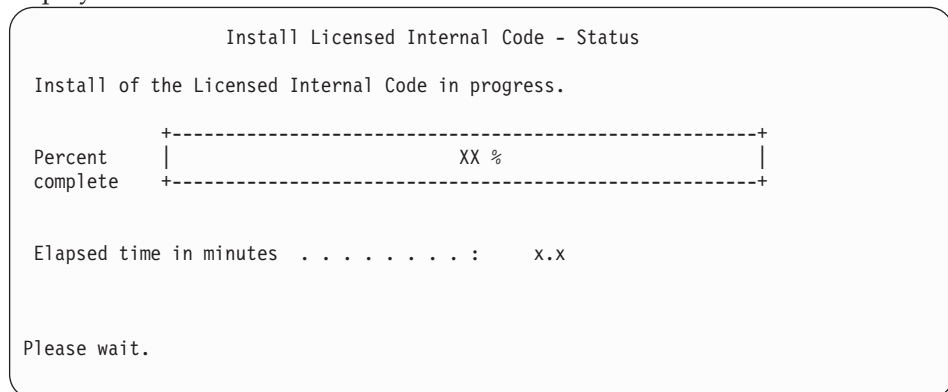 Install Licensed Internal Code - Status
Install of the Licensed Internal Code in progress.
+-------------------------------------------------------+
Percent | XX % |
complete +-------------------------------------------------------+
Elapsed time in minutes . . . . . . . . : x.x
Please wait.